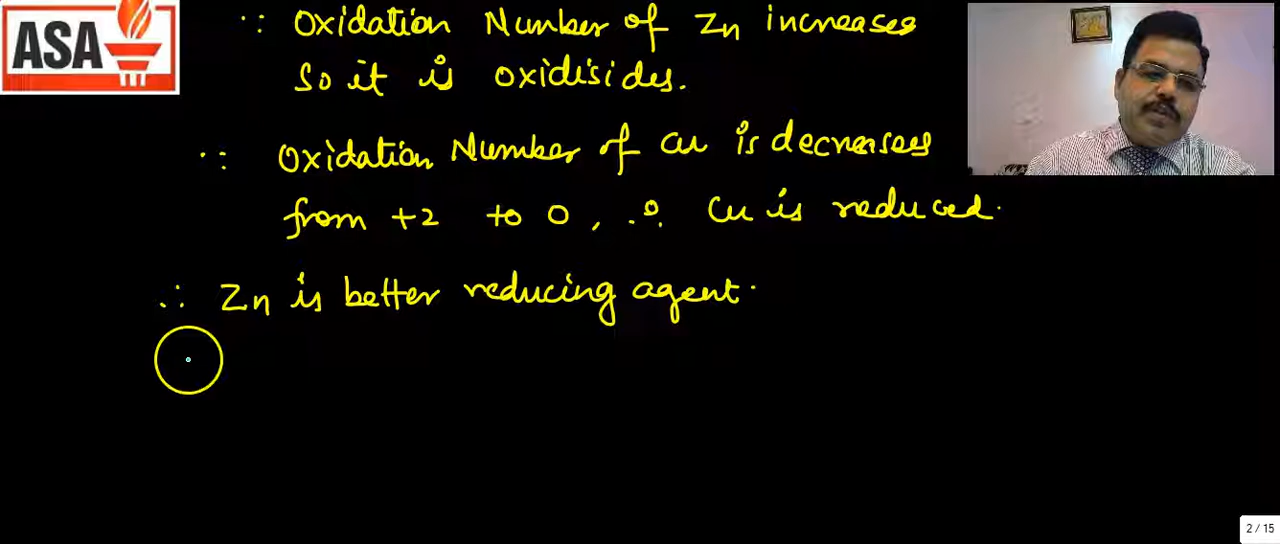 ASA
∵ Oxidation Number of Zn increases
So it is oxidisides.
∵ Oxidation Number of Cu is decreases
from +2 to 0, ∴ Cu is reduced.
∴ Zn is better reducing agent.
2 / 15